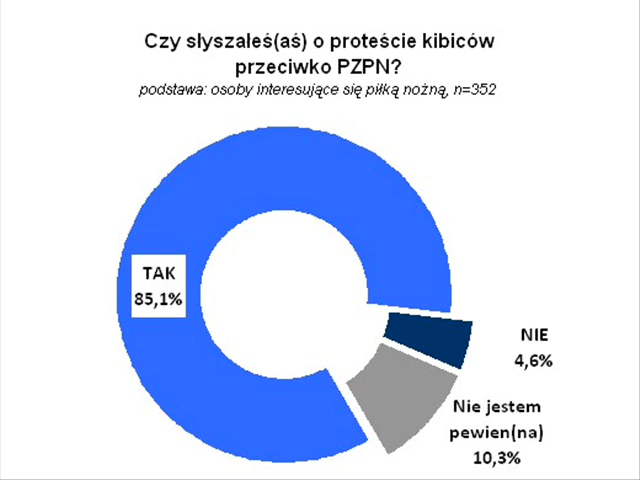 Czy słyszałeś(aś) o proteście kibiców
przeciwko PZPN?
podstawa: osoby interesujące się piłką nożną, n=352
TAK
85,1%
NIE
4,6%
Nie jestem
pewien(na)
10,3%